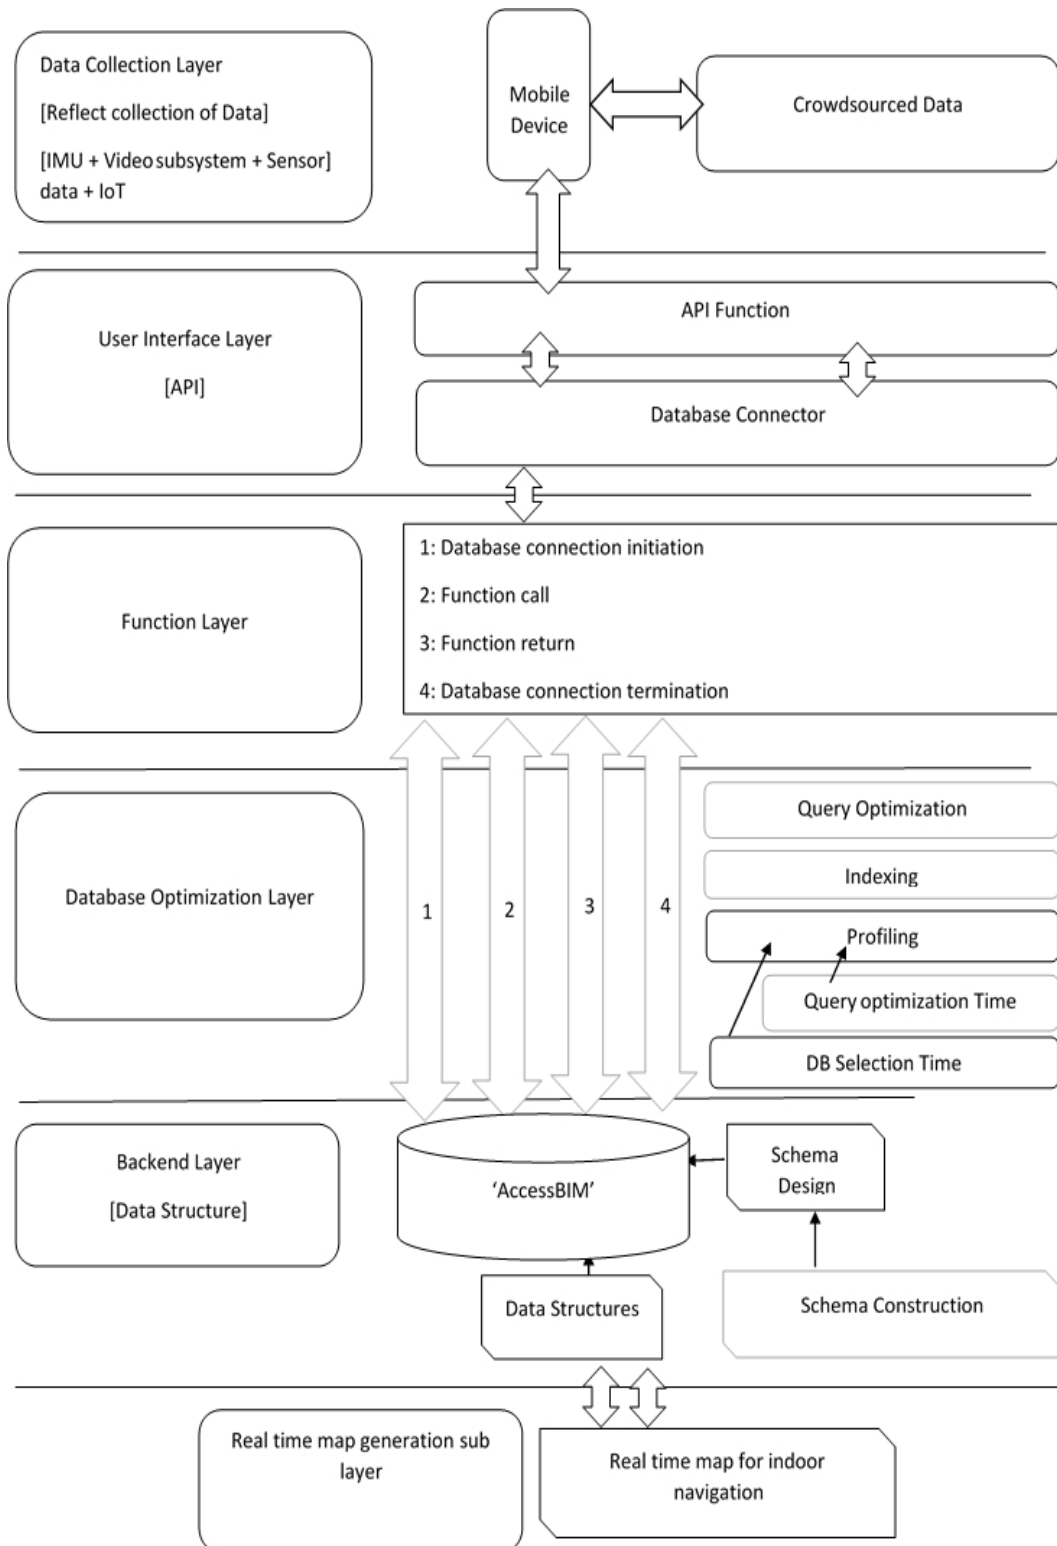 Data Collection Layer
[Reflect collection of Data]
[IMU + Video subsystem + Sensor]
data + IoT
Mobile
Device
Crowdsourced Data
User Interface Layer
[API]
API Function
Database Connector
Function Layer
1: Database connection initiation
2: Function call
3: Function return
4: Database connection termination
Database Optimization Layer
1
2
3
4
Query Optimization
Indexing
Profiling
Query optimization Time
DB Selection Time
Backend Layer
[Data Structure]
‘AccessBIM’
Schema
Design
Data Structures
Schema Construction
Real time map generation sub
layer
Real time map for indoor
navigation